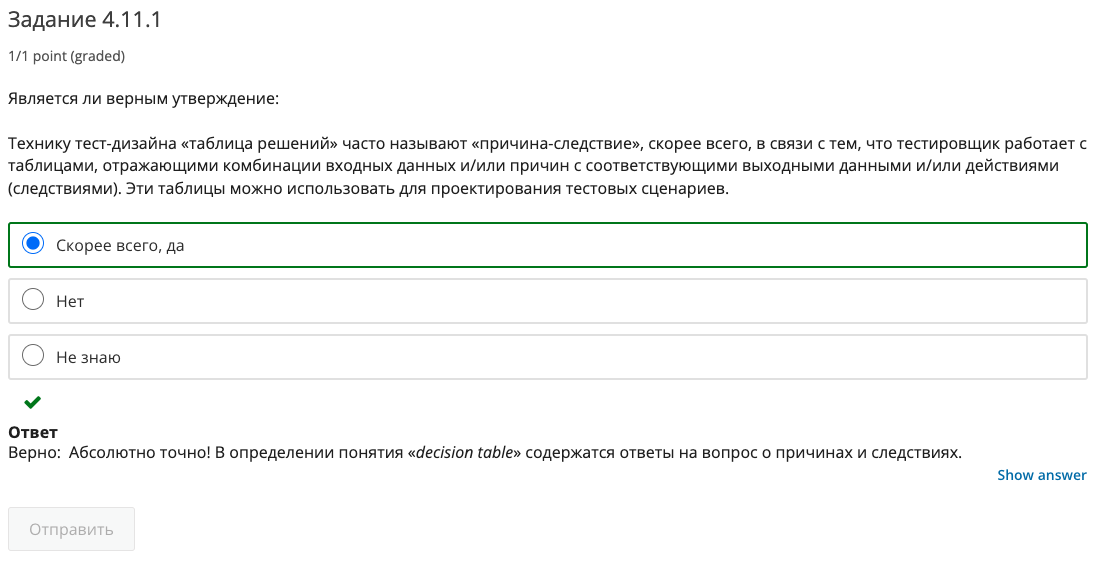 Задание 4.11.1
1/1 point (graded)
Является ли верным утверждение:
Технику тест-дизайна «таблица решений» часто называют «причина-следствие», скорее всего, в связи с тем, что тестировщик работает с
таблицами, отражающими комбинации входных данных и/или причин с соответствующими выходными данными и/или действиями
(следствиями). Эти таблицы можно использовать для проектирования тестовых сценариев.
Скорее всего, да
Нет
Не знаю
Ответ
Верно: Абсолютно точно! В определении понятия «decision table» содержатся ответы на вопрос о причинах и следствиях.
Show answer
Отправить